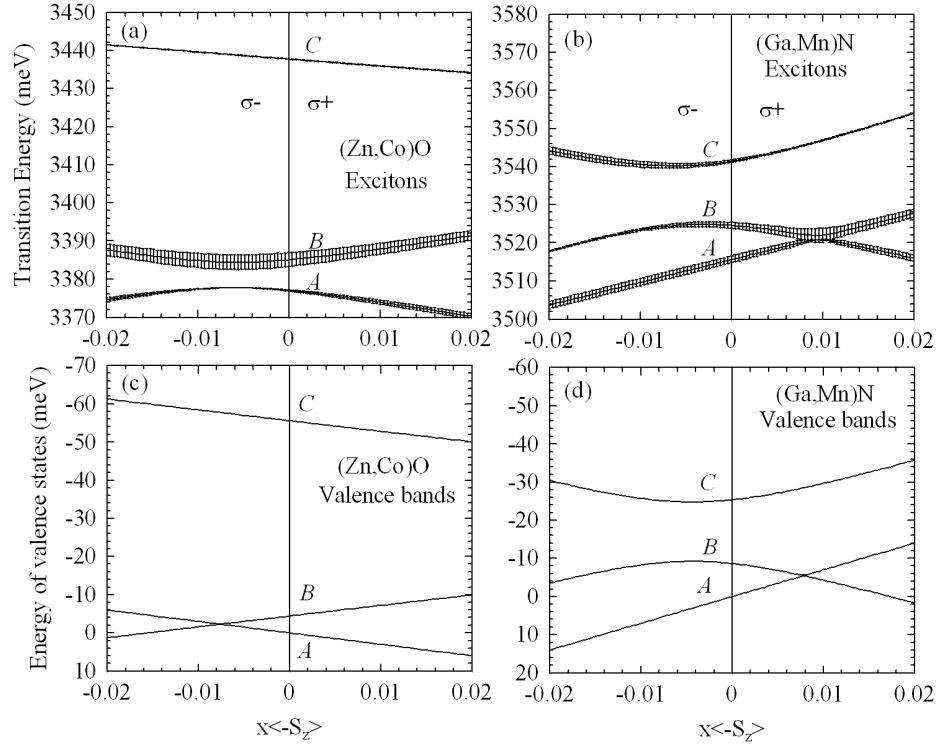 Transition Energy (meV)
3450
3440
3430
3420
3410
3400
3390
3380
3370
(a)
C
σ- σ+
(Zn,Co)O
Excitons
B
A
-0.02 -0.01 0 0.01 0.02
3580
3570
3560
3550
3540
3530
3520
3510
3500
(b)
(Ga,Mn)N
Excitons
σ- σ+
C
B
A
-0.02 -0.01 0 0.01 0.02
Energy of valence states (meV)
-70
-60
-50
-40
-30
-20
-10
0
10
(c)
C
(Zn,Co)O
Valence bands
B
A
-0.02 -0.01 0 0.01 0.02
x<-S_z>
-60
-50
-40
-30
-20
-10
0
10
20
(d)
(Ga,Mn)N
Valence bands
C
B
A
-0.02 -0.01 0 0.01 0.02
x<-S_z>